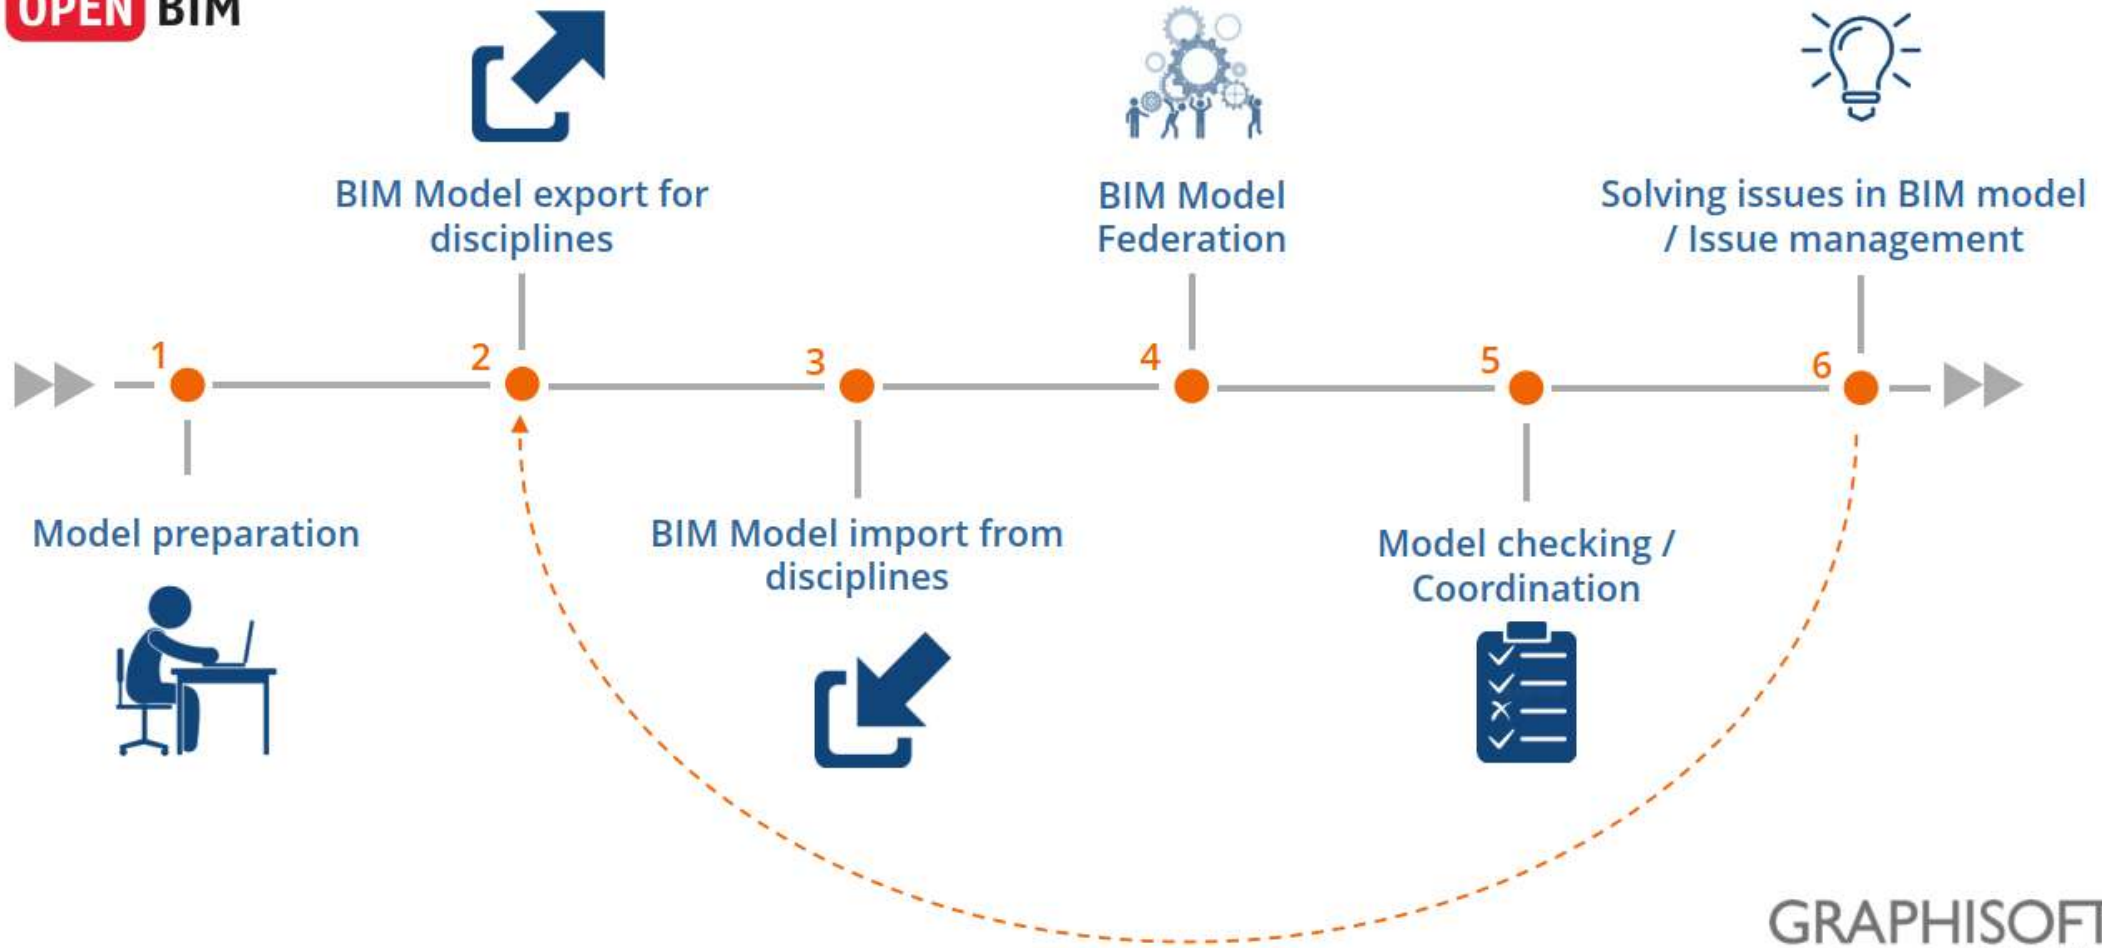 OPEN BIM
BIM Model export for
disciplines
BIM Model
Federation
Solving issues in BIM model
/ Issue management
1
2
3
4
5
6
Model preparation
BIM Model import from
disciplines
Model checking /
Coordination
GRAPHISOFT